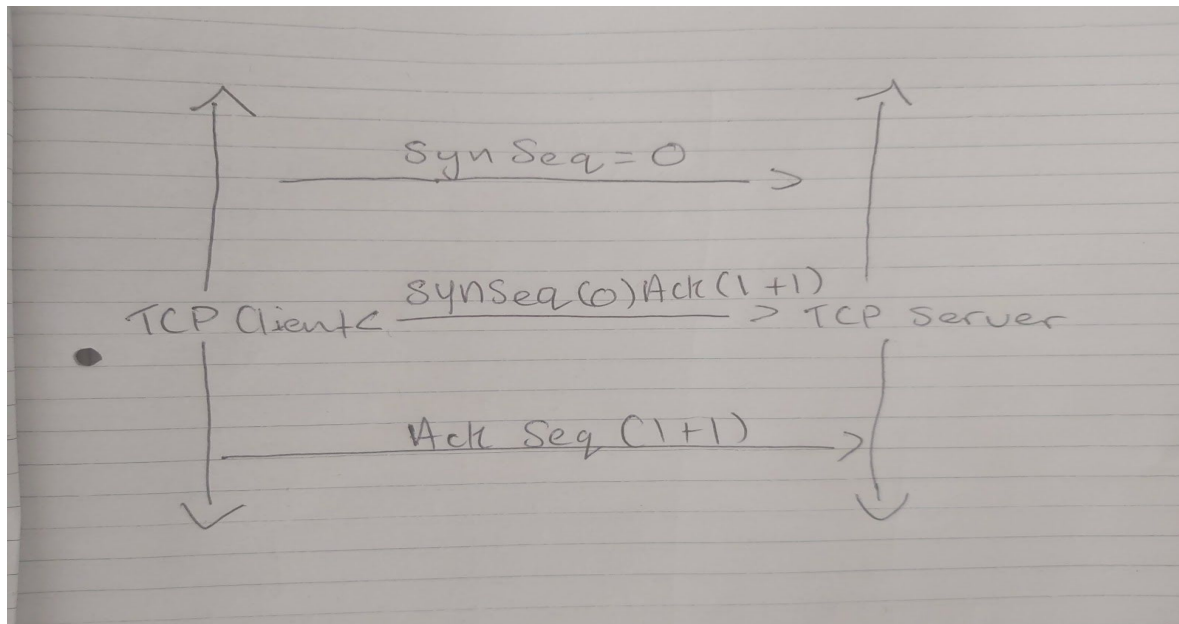 Syn Seq = 0
SynSeq(0)Ack(1+1)
TCP Client
TCP Server
Ack Seq (1+1)